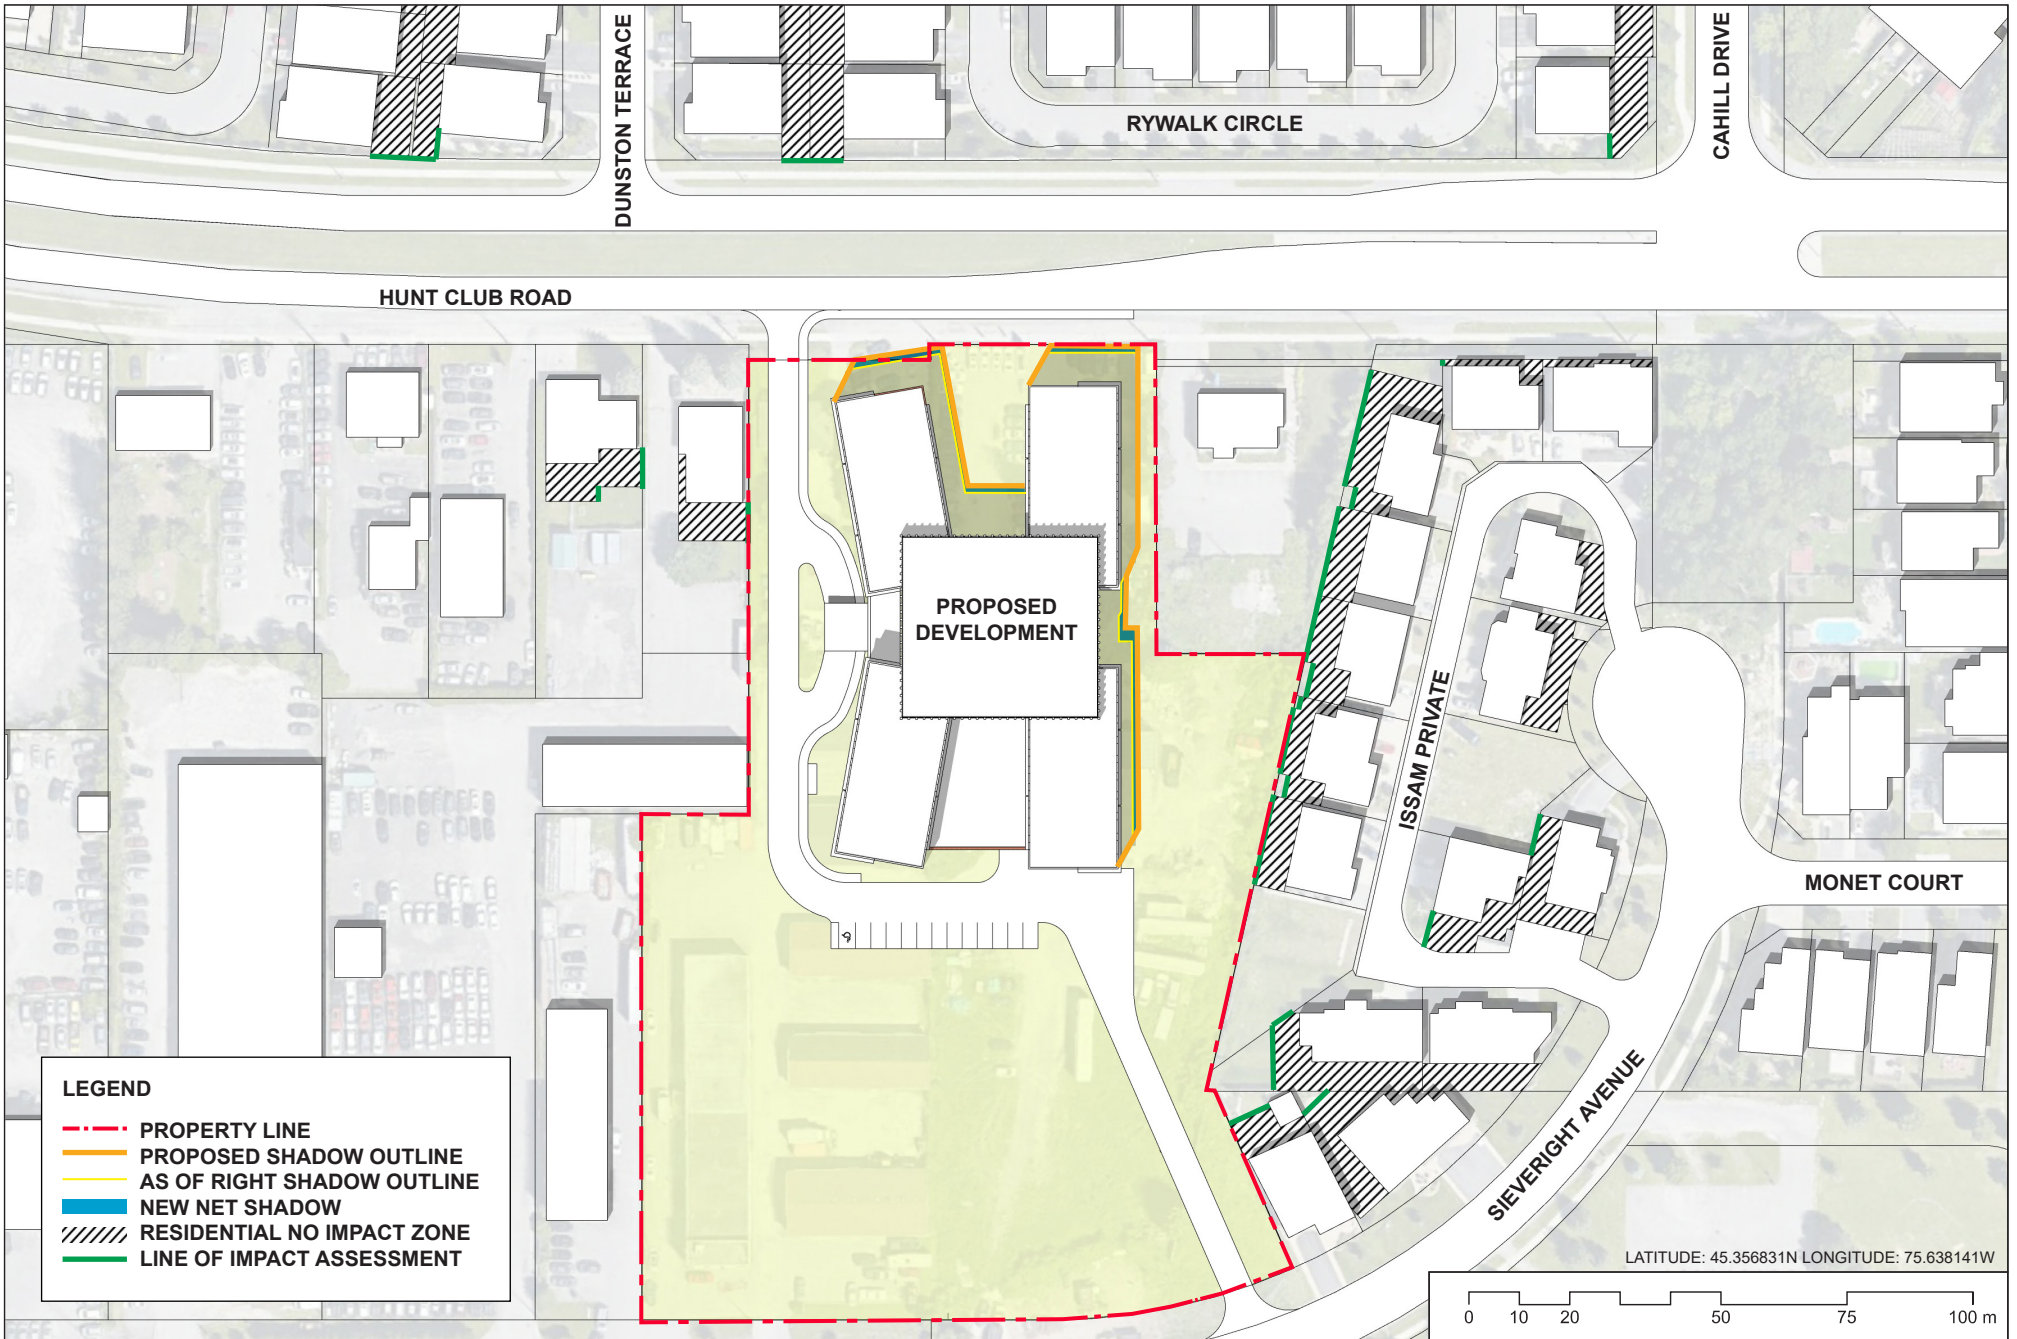 DUNSTON TERRACE
RYWALK CIRCLE
CAHILL DRIVE
HUNT CLUB ROAD
PROPOSED
DEVELOPMENT
ISSAM PRIVATE
MONET COURT
SIEVERIGHT AVENUE
LEGEND
PROPERTY LINE
PROPOSED SHADOW OUTLINE
AS OF RIGHT SHADOW OUTLINE
NEW NET SHADOW
RESIDENTIAL NO IMPACT ZONE
LINE OF IMPACT ASSESSMENT
LATITUDE: 45.356831N LONGITUDE: 75.638141W
0 10 20 50 75 100 m